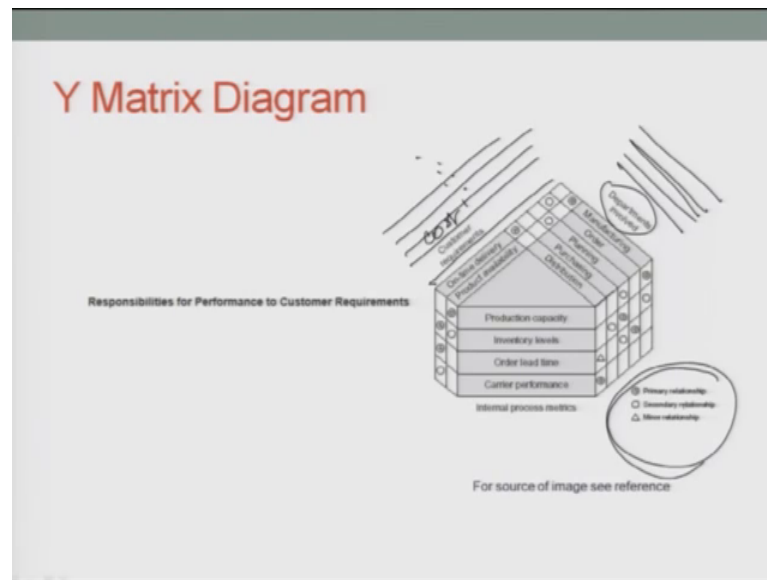 Y Matrix Diagram
cost
Customer
requirements
Departments
involved
On-time delivery
Product availability
Manufacturing
Order
Planning
Purchasing
Distribution
Responsibilities for Performance to Customer Requirements
Production capacity
Inventory levels
Order lead time
Carrier performance
Internal process metrics
Primary relationship
Secondary relationship
Minor relationship
For source of image see reference